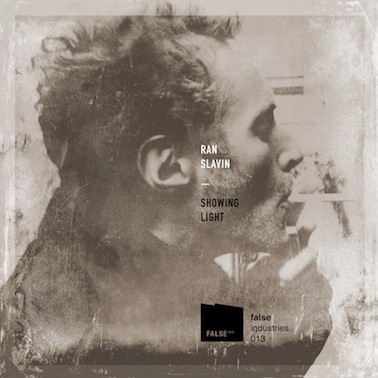 RAN
SLAVIN
—
SHOWING
LIGHT
FALSE
false
industries
013